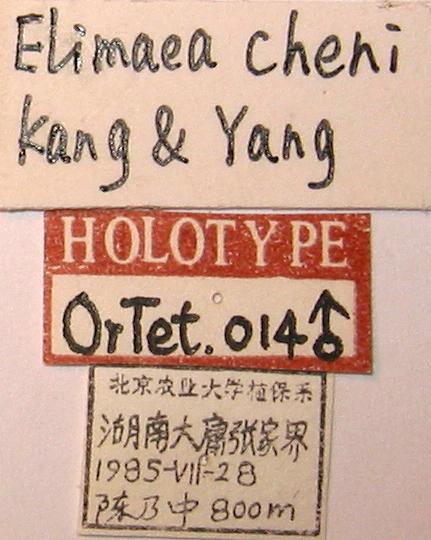 Elimaea cheni
Kang & Yang
HOLOTYPE
OrTet.014♂
北京农业大学植保系
湖南大庸张家界
1985-VII-28
陈乃中 800m